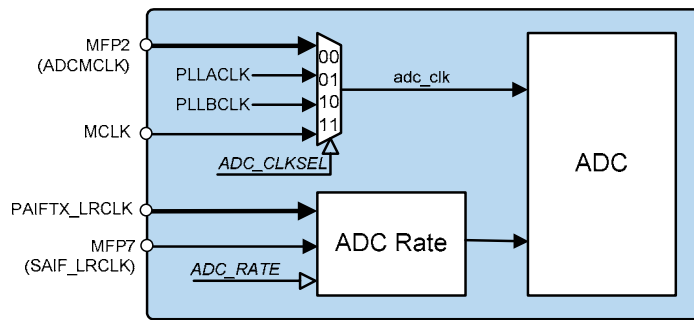 MFP2
(ADCMCLK)
PLLACLK
PLLBCLK
MCLK
00
01
10
11
adc_clk
ADC_CLKSEL
ADC
PAIFTX_LRCLK
MFP7
(SAIF_LRCLK)
ADC_RATE
ADC Rate